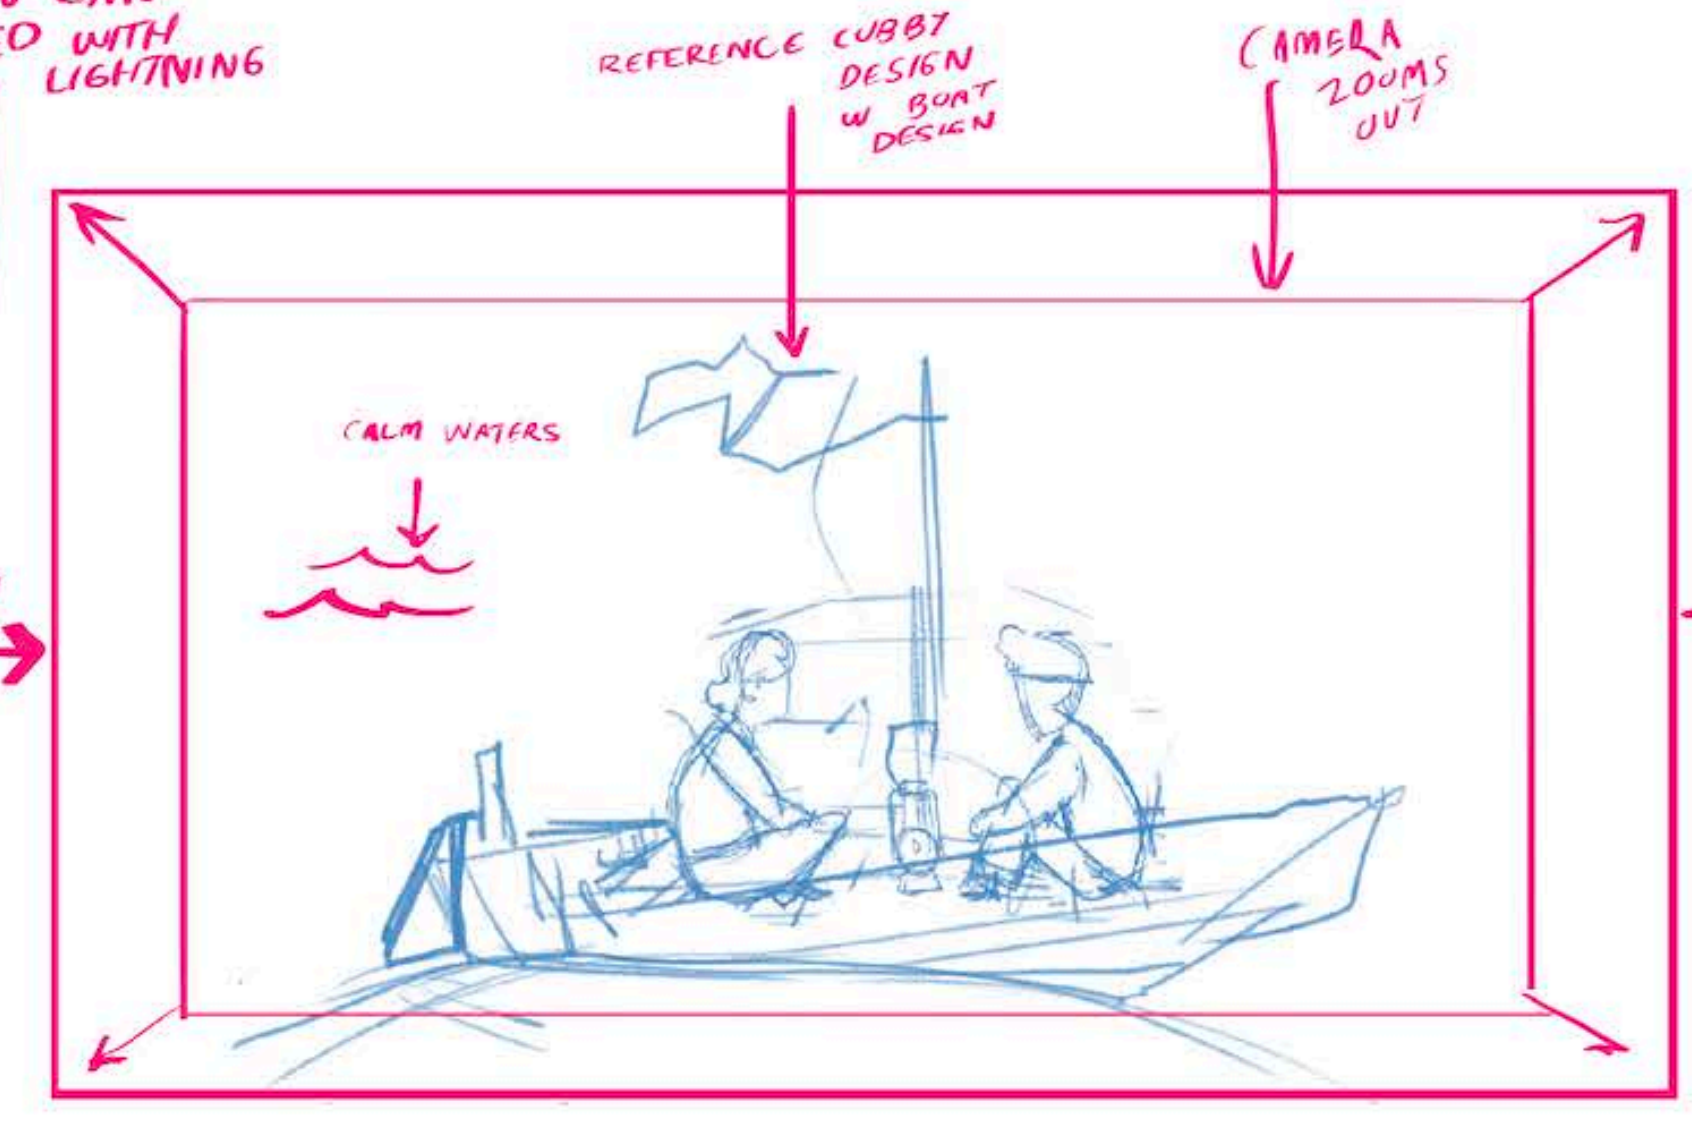 WITH
LIGHTNING
REFERENCE CUBBY
DESIGN
W BOAT
DESIGN
CAMERA
ZOOMS
OUT
CALM WATERS